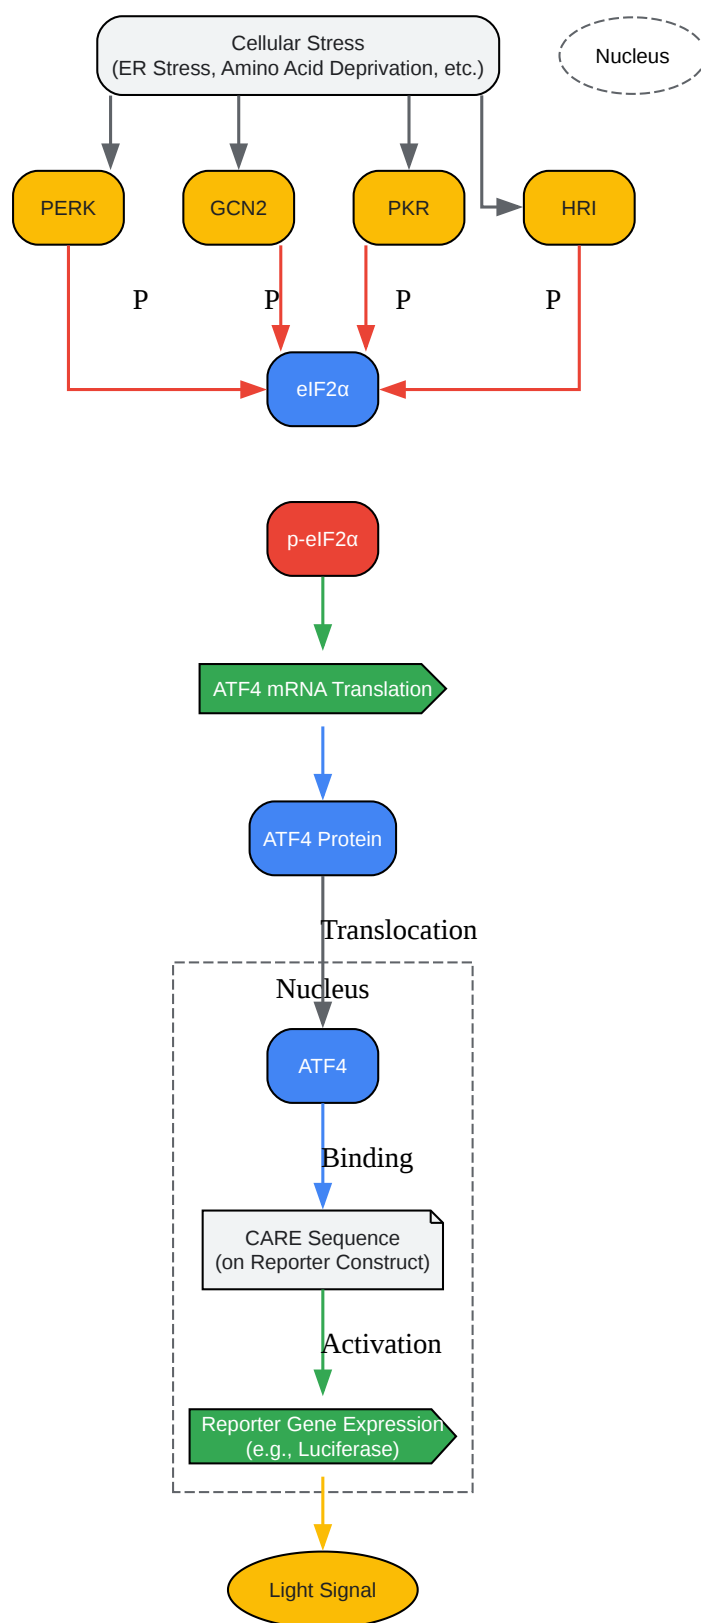 Cellular Stress
(ER Stress, Amino Acid Deprivation, etc.)
Nucleus
PERK
GCN2
PKR
HRI
P
P
P
P
eIF2α
p-eIF2α
ATF4 mRNA Translation
ATF4 Protein
Translocation
Nucleus
ATF4
Binding
CARE Sequence
(on Reporter Construct)
Activation
Reporter Gene Expression
(e.g., Luciferase)
Light Signal